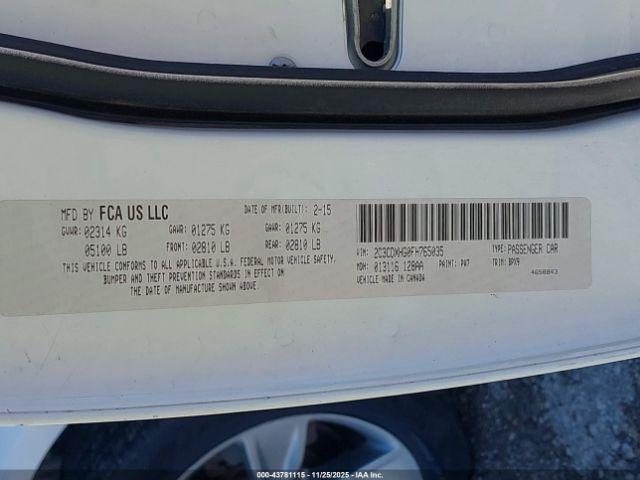 MFD BY FCA US LLC DATE OF MFR(BUILT): 2-15
GVWR: 02314 KG GAWR: 01275 KG GAWR: 01275 KG
05100 LB FRONT: 02810 LB REAR: 02810 LB
THIS VEHICLE CONFORMS TO ALL APPLICABLE U.S.A. FEDERAL MOTOR VEHICLE SAFETY,
BUMPER AND THEFT PREVENTION STANDARDS IN EFFECT ON
THE DATE OF MANUFACTURE SHOWN ABOVE.
VIN: 2C3CDXHG0FH765035 TYPE: PASSENGER CAR
MDH: 013116 128AA PAINT: PW7 TRIM: BPX9
VEHICLE MADE IN CANADA 4658843
000-43781115 - 11/25/2025 - IAA Inc.